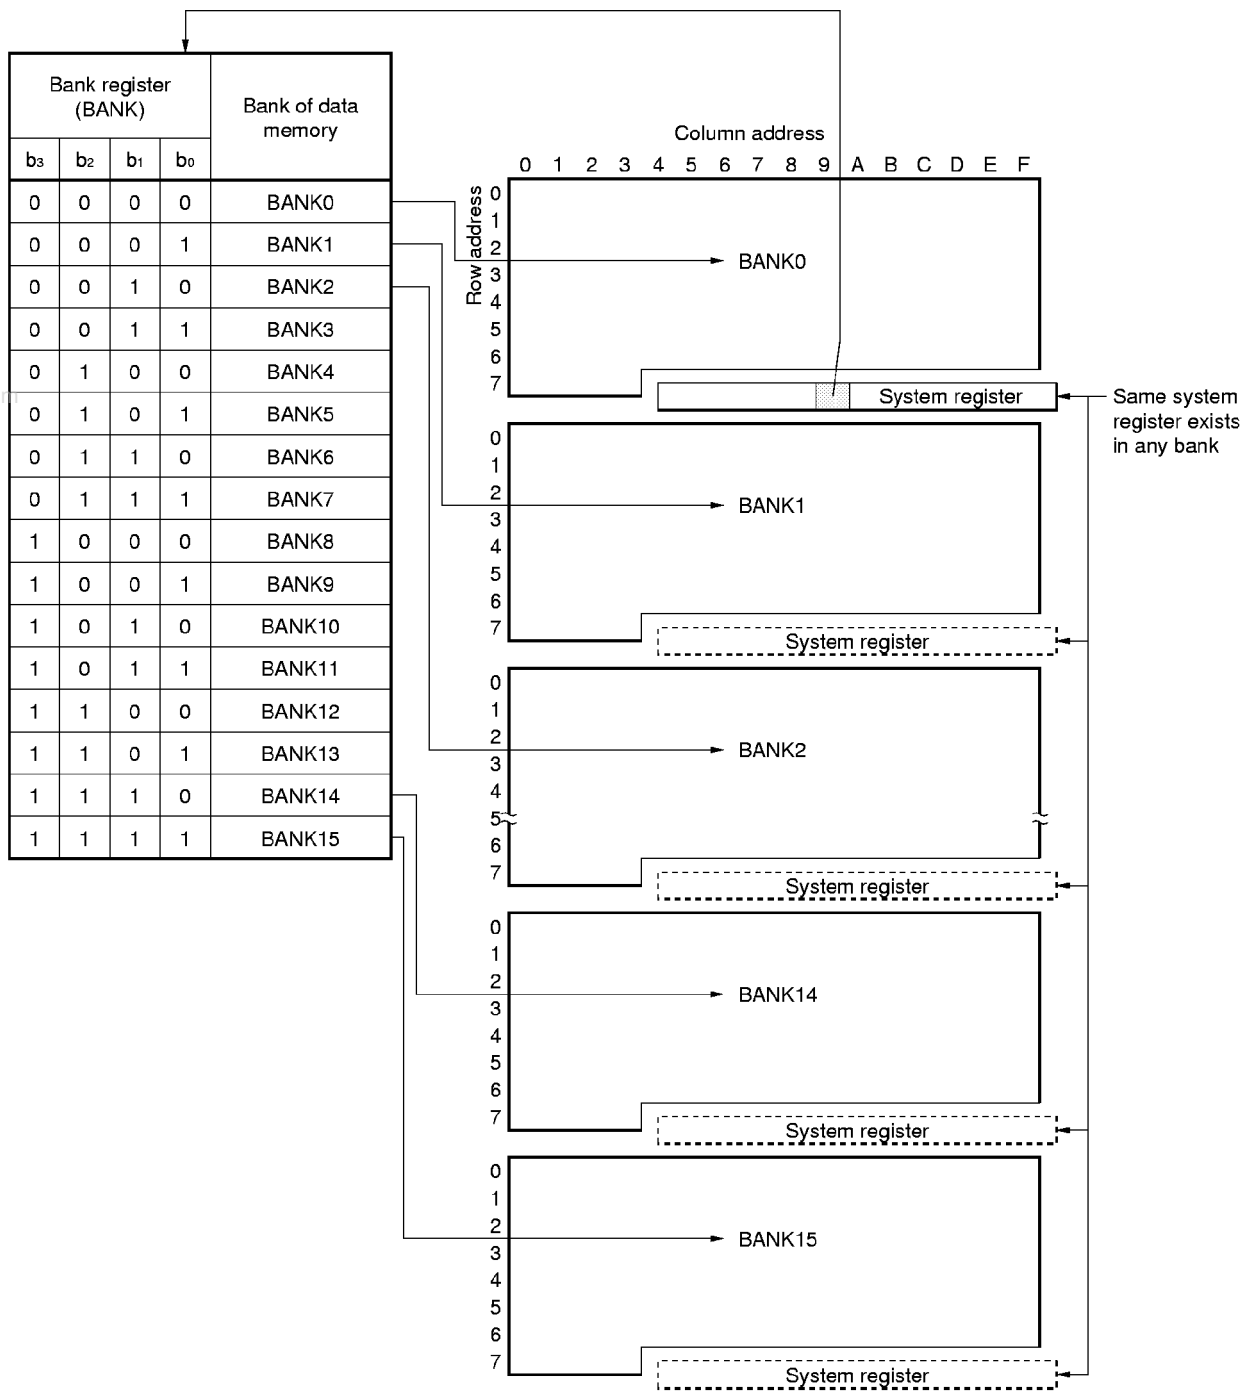 Bank register
(BANK)
Bank of data
memory
b3 b2 b1 b0
0 0 0 0 BANK0
0 0 0 1 BANK1
0 0 1 0 BANK2
0 0 1 1 BANK3
0 1 0 0 BANK4
0 1 0 1 BANK5
0 1 1 0 BANK6
0 1 1 1 BANK7
1 0 0 0 BANK8
1 0 0 1 BANK9
1 0 1 0 BANK10
1 0 1 1 BANK11
1 1 0 0 BANK12
1 1 0 1 BANK13
1 1 1 0 BANK14
1 1 1 1 BANK15
Column address
0 1 2 3 4 5 6 7 8 9 A B C D E F
Row address
0
1
2
3
4
5
6
7
BANK0
System register
Same system
register exists
in any bank
0
1
2
3
4
5
6
7
BANK1
System register
0
1
2
3
4
5
6
7
BANK2
System register
0
1
2
3
4
5
6
7
BANK14
System register
0
1
2
3
4
5
6
7
BANK15
System register